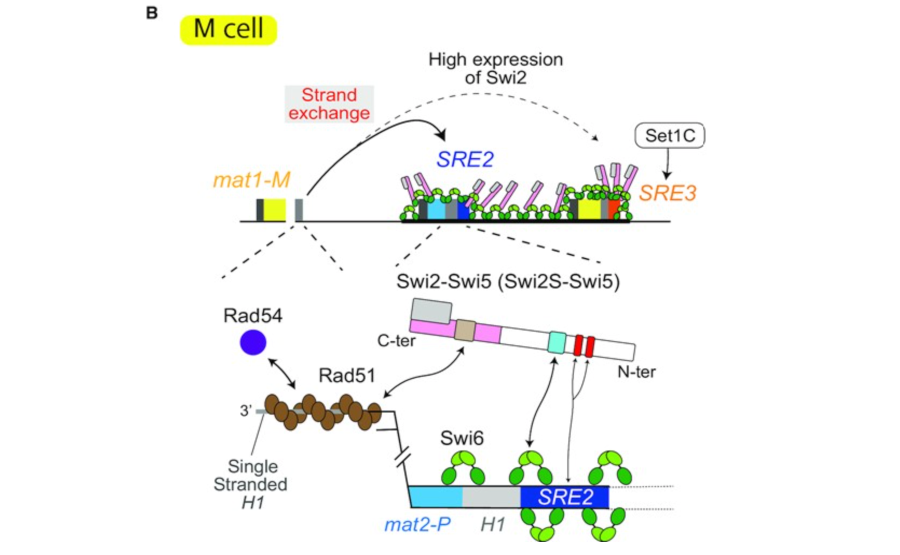 B
M cell
High expression
of Swi2
Strand
exchange
Set1C
SRE2
mat1-M
SRE3
Swi2-Swi5 (Swi2S-Swi5)
Rad54
C-ter
N-ter
Rad51
3'
Swi6
Single
Stranded
H1
SRE2
mat2-P
H1